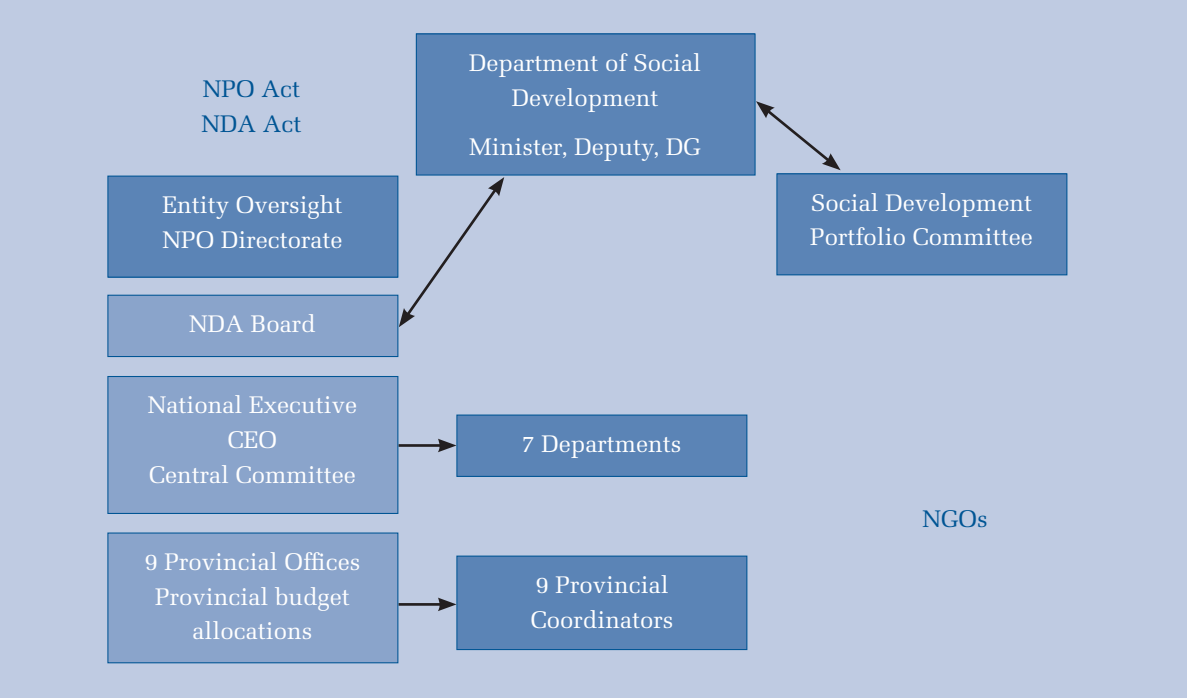 NPO Act
NDA Act
Department of Social
Development
Minister, Deputy, DG
Entity Oversight
NPO Directorate
Social Development
Portfolio Committee
NDA Board
National Executive
CEO
Central Committee
7 Departments
NGOs
9 Provincial Offices
Provincial budget
allocations
9 Provincial
Coordinators